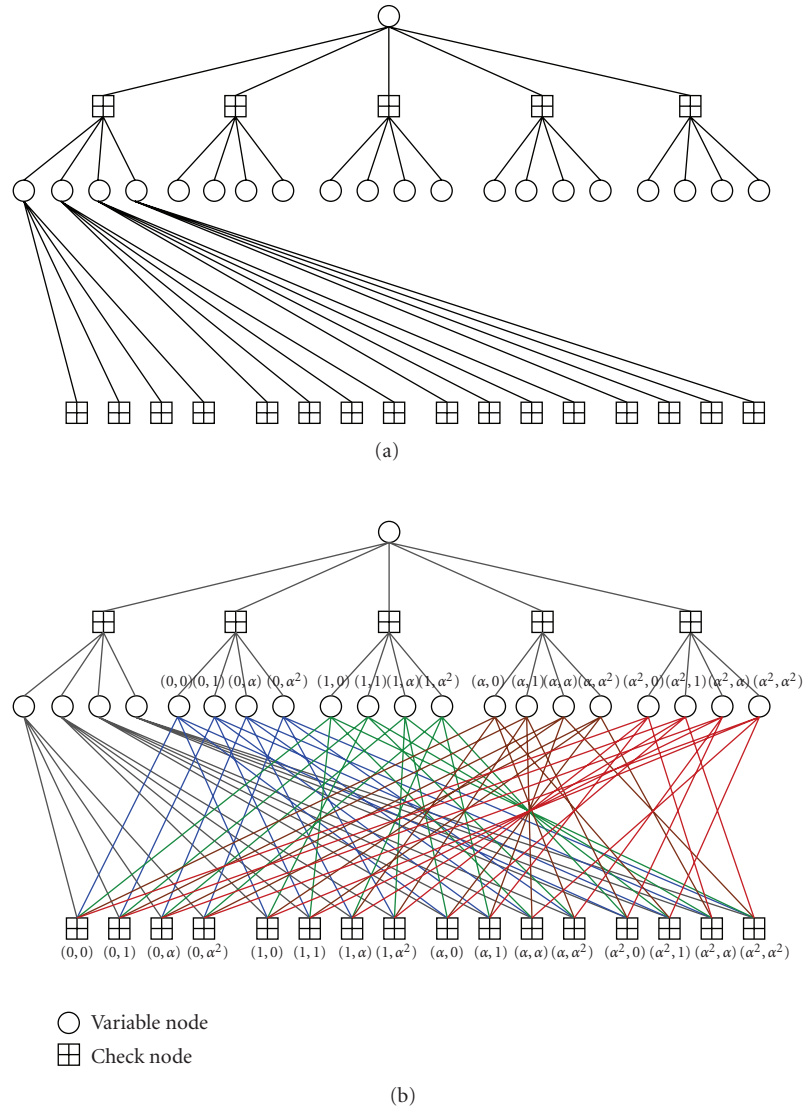 (a)
(0, 0) (0, 1) (0, α) (0, α²) (1, 0) (1, 1) (1, α) (1, α²) (α, 0) (α, 1) (α, α) (α, α²) (α², 0) (α², 1) (α², α) (α², α²)
(0, 0) (0, 1) (0, α) (0, α²) (1, 0) (1, 1) (1, α) (1, α²) (α, 0) (α, 1) (α, α) (α, α²) (α², 0) (α², 1) (α², α) (α², α²)
Variable node
Check node
(b)